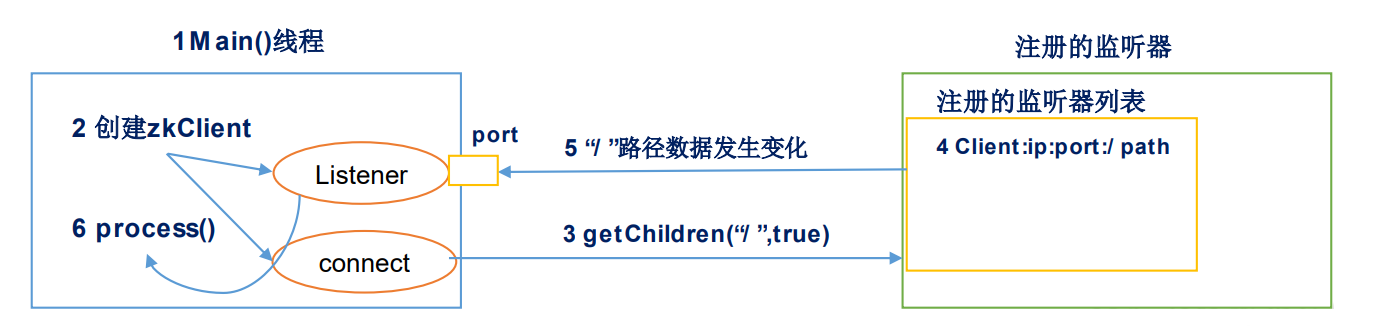 1Main()线程
注册的监听器
2 创建zkClient
注册的监听器列表
port
4 Client:ip:port:/ path
5 “/ ”路径数据发生变化
Listener
6 process()
3 getChildren(“/ ”,true)
connect